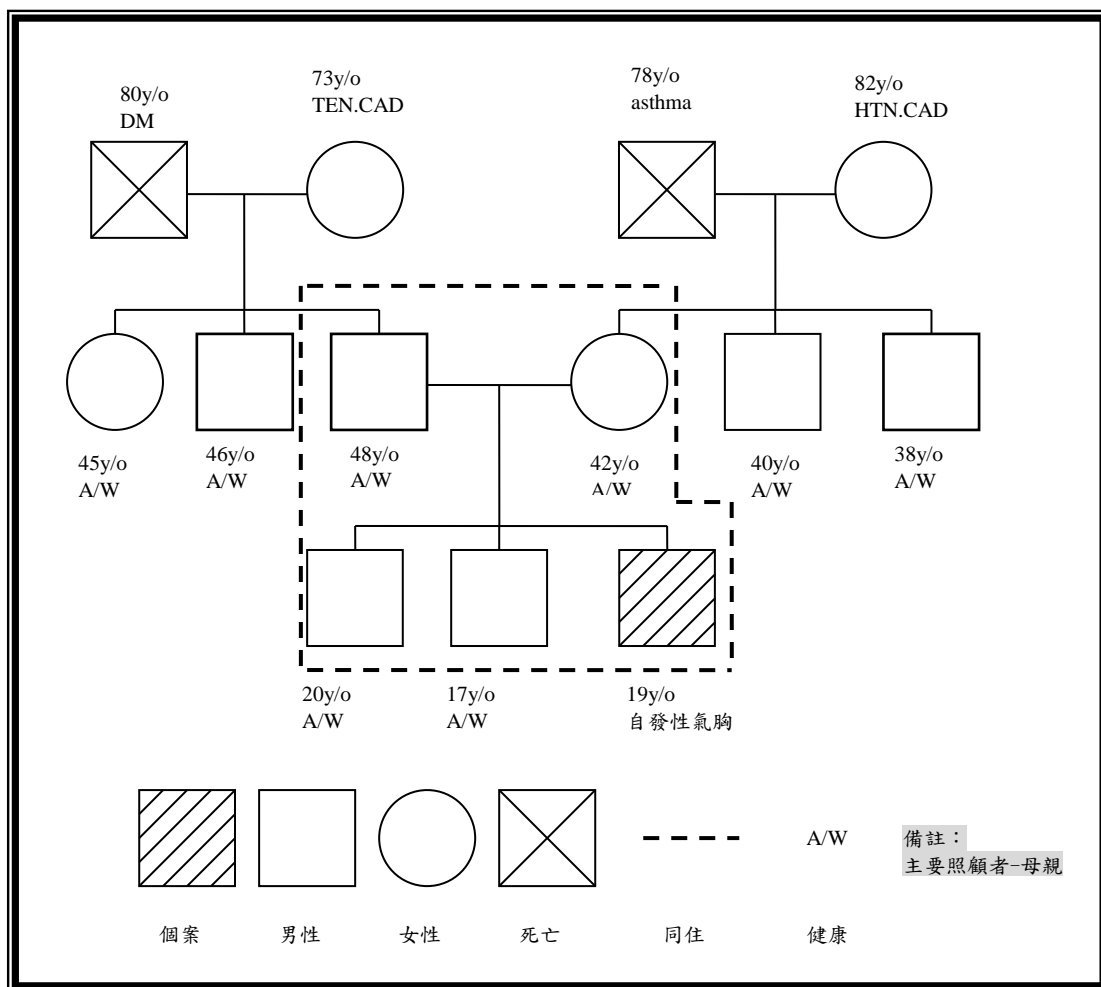 80y/o
DM
73y/o
TEN.CAD
78y/o
asthma
82y/o
HTN.CAD
45y/o
A/W
46y/o
A/W
48y/o
A/W
42y/o
A/W
40y/o
A/W
38y/o
A/W
20y/o
A/W
17y/o
A/W
19y/o
自發性氣胸
A/W
備註：
主要照顧者-母親
個案
男性
女性
死亡
同住
健康